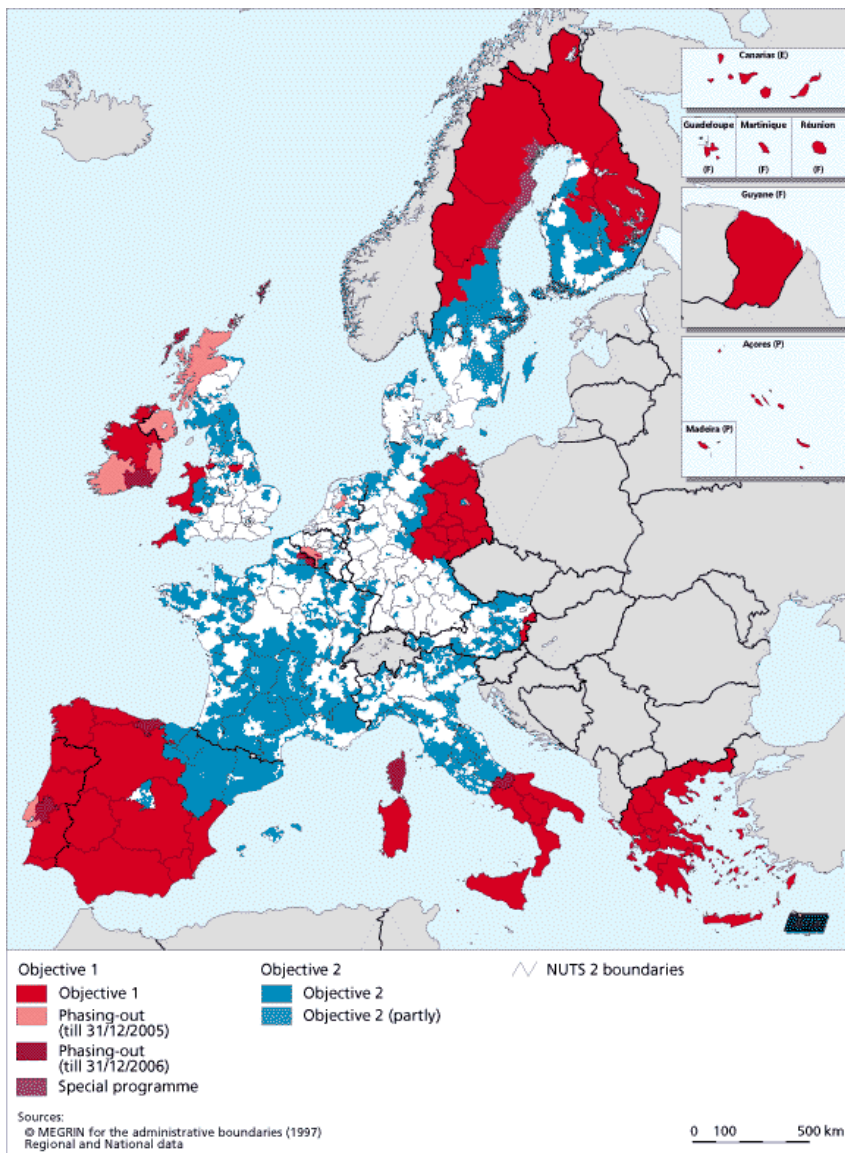 Canarias (E)
Guadeloupe Martinique Réunion
(F) (F) (F)
Guyane (F)
Açores (P)
Madeira (P)
Objective 1
Objective 1
Phasing-out
(till 31/12/2005)
Phasing-out
(till 31/12/2006)
Special programme
Objective 2
Objective 2
Objective 2 (partly)
NUTS 2 boundaries
Sources:
© MEGRIN for the administrative boundaries (1997)
Regional and National data
0 100 500 km